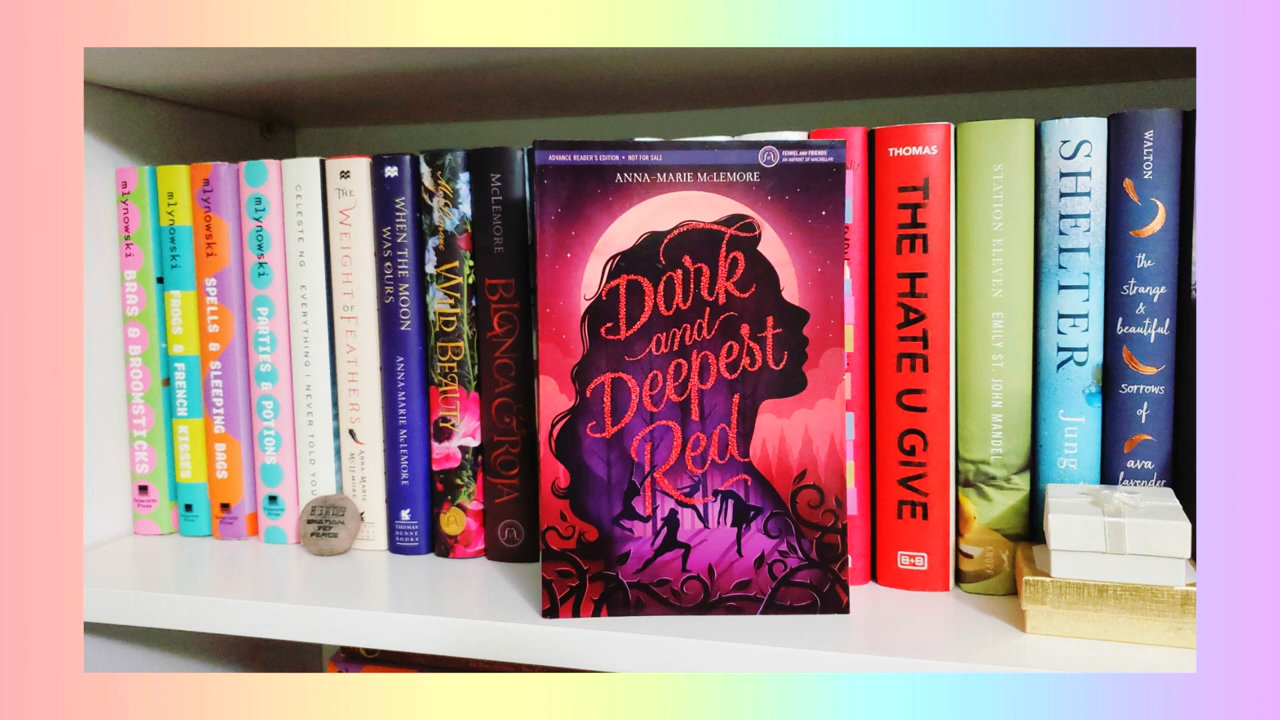 mlynowski BRAS & BROOMSTICKS
mlynowski FROGS & FRENCH KISSES
mlynowski SPELLS & SLEEPING BAGS
mlynowski PARTIES & POTIONS
CELESTE NG EVERYTHING I NEVER TOLD YOU
THE WEIGHT OF FEATHERS
ANNA-MARIE McLEMORE
WHEN THE MOON
WAS OURS
ANNA-MARIE McLEMORE
THOMAS
DUNNE
BOOKS
McLemore WILD BEAUTY
McLEMORE BLANCA & ROJA
ADVANCE READER'S EDITION • NOT FOR SALE
FEIWEL AND FRIENDS
AN IMPRINT OF MACMILLAN
ANNA-MARIE McLEMORE
Dark
and
Deepest
Red
THOMAS
THE HATE U GIVE
B+B
STATION ELEVEN EMILY ST. JOHN MANDEL
KNOPF
SHELTER
Jung
WALTON
the
strange
&
beautiful
sorrows
of
ava
lavender